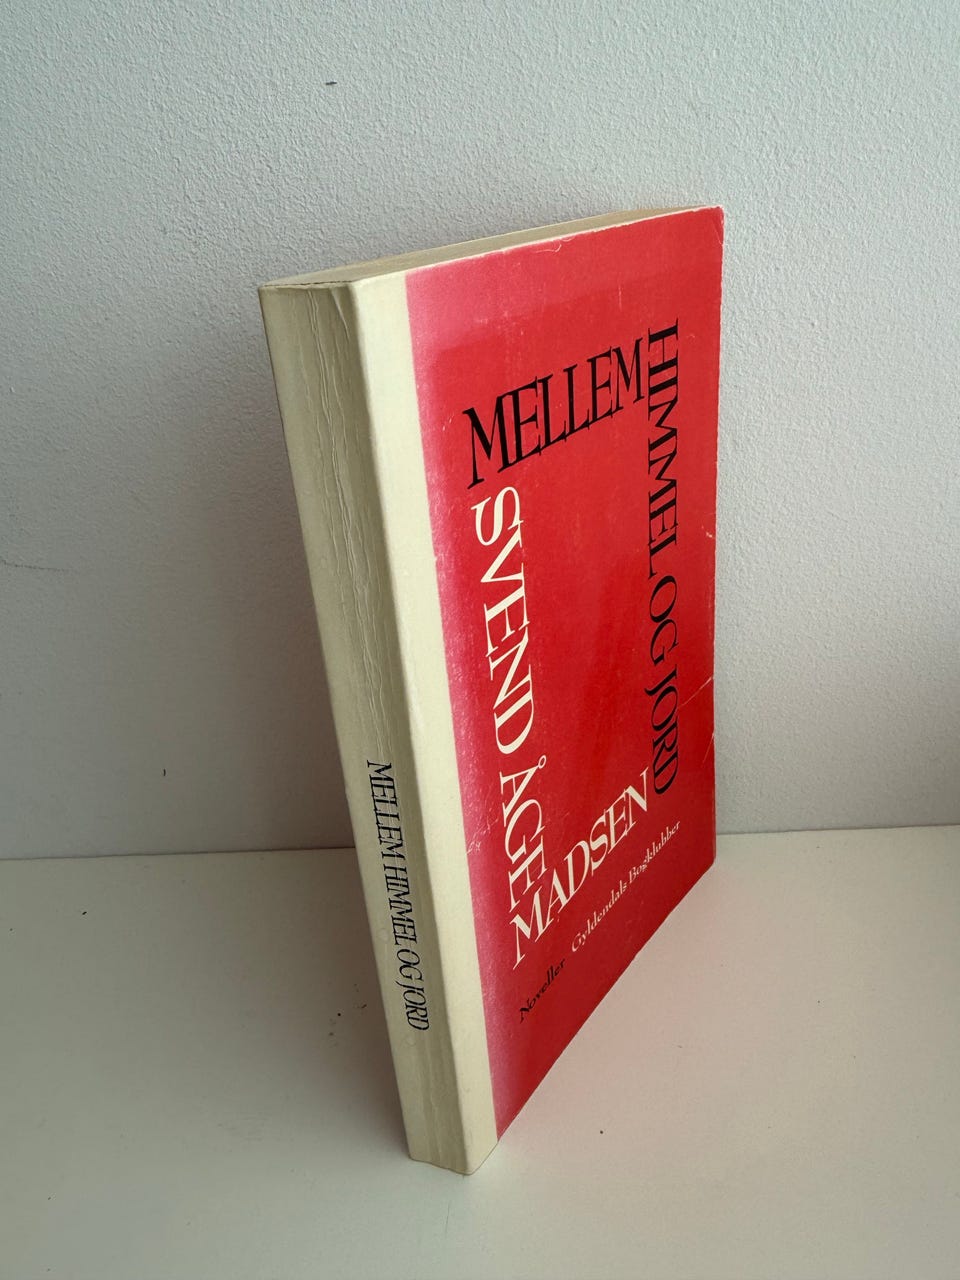 MELLEM
HIMMEL OG JORD
SVEND ÅGE
MADSEN
Noveller Gyldendals Bogklubber
MELLEM HIMMEL OG JORD